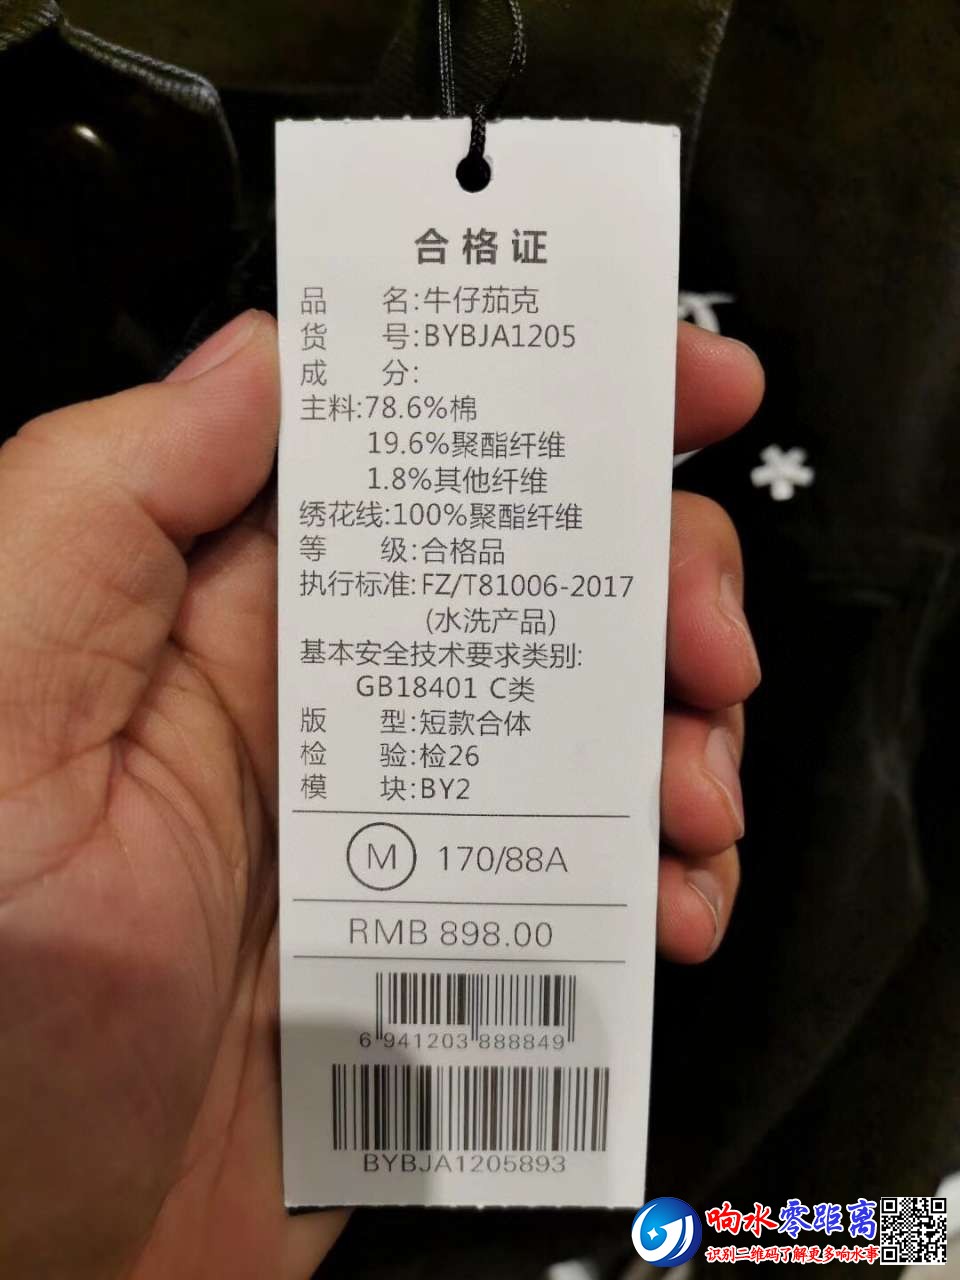 合格证
品 名:牛仔茄克
货 号:BYBJA1205
成 分:
主料:78.6%棉
19.6%聚酯纤维
1.8%其他纤维
绣花线:100%聚酯纤维
等 级:合格品
执行标准:FZ/T81006-2017
(水洗产品)
基本安全技术要求类别:
GB18401 C类
版 型:短款合体
检 验:检26
模 块:BY2
M 170/88A
RMB 898.00
6 941203 888849
BYBJA1205893
响水零距离
识别二维码了解更多响水事